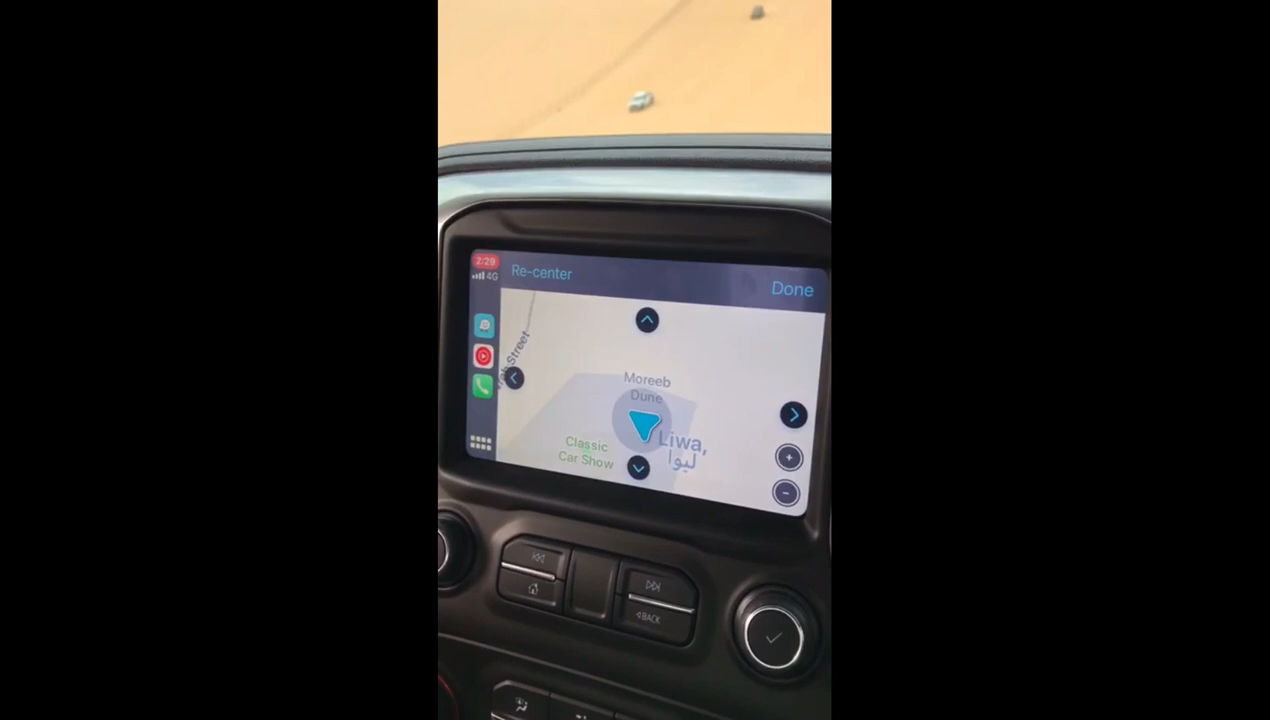 2:29
4G
Re-center
Done
Street
Moreeb
Dune
Liwa,
ليوا
Classic
Car Show
BACK